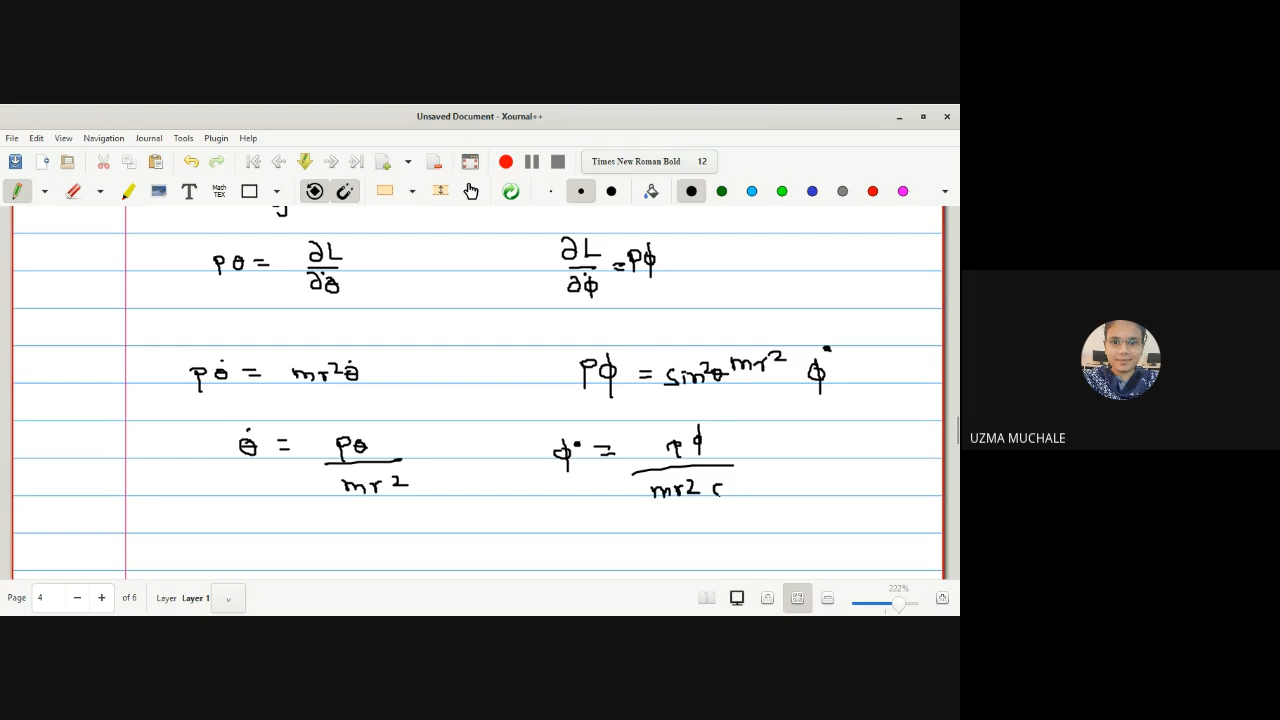 Unsaved Document - Xournal++
File Edit View Navigation Journal Tools Plugin Help
Times New Roman Bold 12
pθ = ∂L/∂θ̇
∂L/∂ϕ̇ = Pϕ
pθ̇ = mr²θ̇
Pϕ = sin²θ mr² ϕ̇
θ̇ = pθ/mr²
ϕ̇ = pϕ/mr2
UZMA MUCHALE
Page 4 of 6 Layer Layer 1 222%